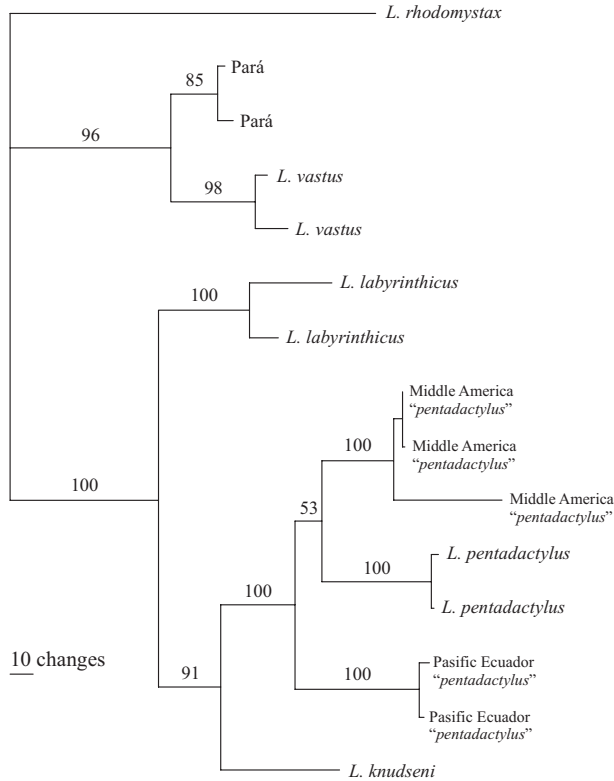 L. rhodomystax
85
Pará
Pará
96
L. vastus
98
L. vastus
100
L. labyrinthicus
L. labyrinthicus
Middle America
“pentadactylus”
100
Middle America
“pentadactylus”
Middle America
“pentadactylus”
100
53
L. pentadactylus
100
L. pentadactylus
100
10 changes
91
100
Pasific Ecuador
“pentadactylus”
Pasific Ecuador
“pentadactylus”
L. knudseni